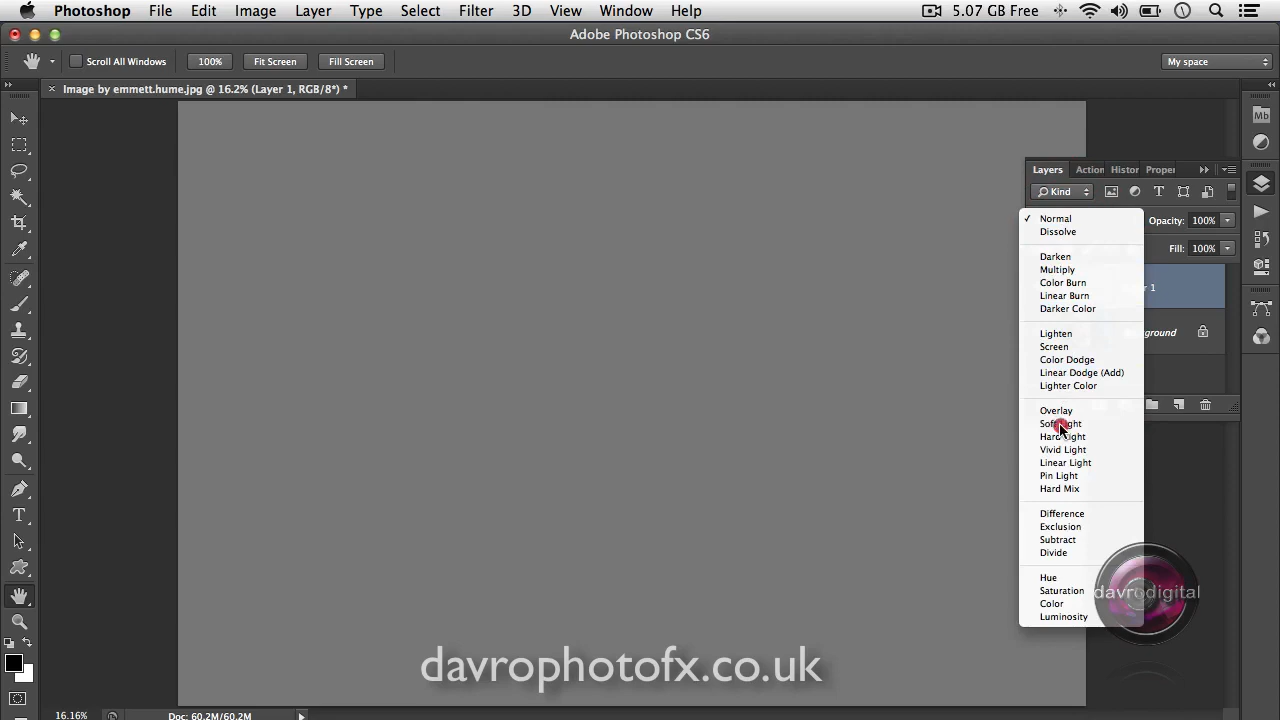 Photoshop File Edit Image Layer Type Select Filter 3D View Window Help 5.07 GB Free
Adobe Photoshop CS6
Scroll All Windows 100% Fit Screen Fill Screen My space
Image by emmett.hume.jpg @ 16.2% (Layer 1, RGB/8*) *
Mb
Layers Action Histor Proper
Kind
Normal
Opacity: 100%
Dissolve
Fill: 100%
Darken
Multiply
Color Burn
Linear Burn
Darker Color
Lighten
Screen
Color Dodge
Linear Dodge (Add)
Lighter Color
Overlay
Soft Light
Hard Light
Vivid Light
Linear Light
Pin Light
Hard Mix
Difference
Exclusion
Subtract
Divide
Hue
Saturation
Color
Luminosity
davrodigital
davrophotofx.co.uk
16.16% Doc: 60.2M/60.2M